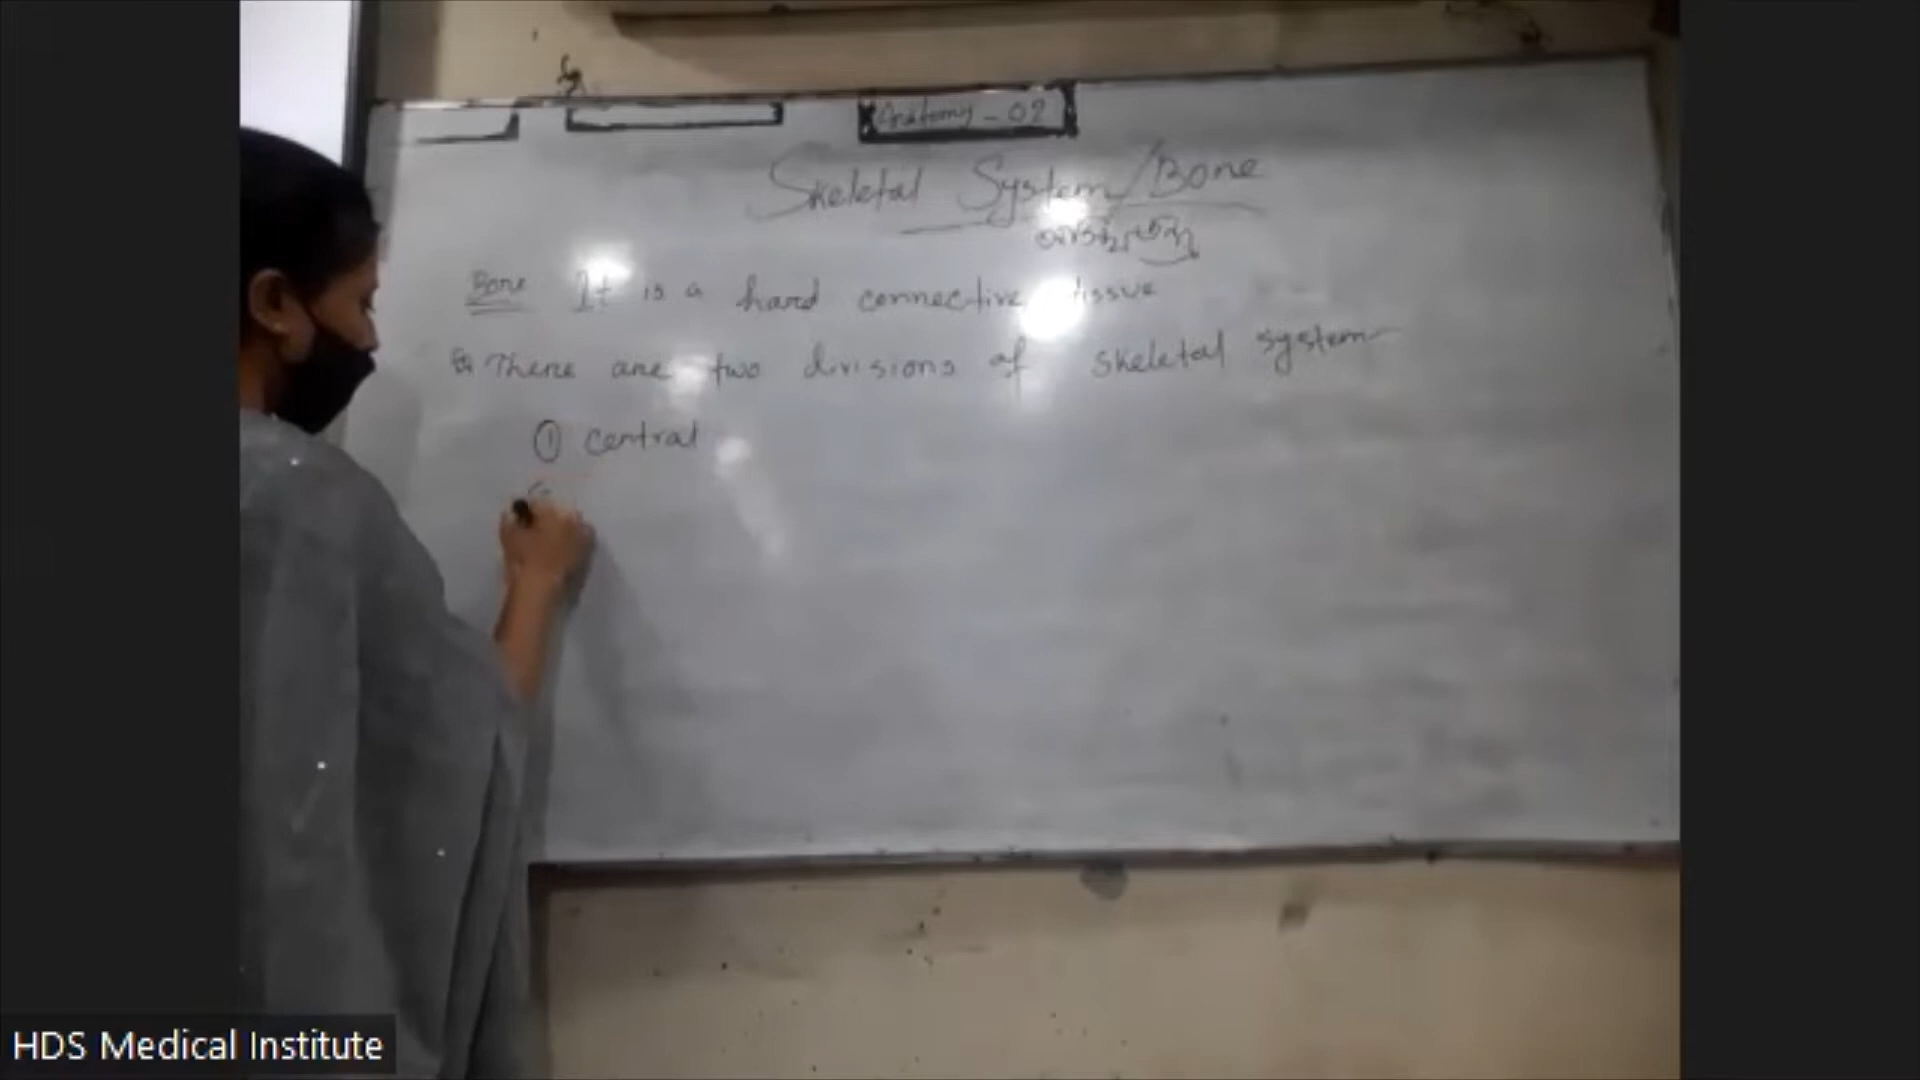 Anatomy - 02
Skeletal System/Bone
Bone It is a hard connective tissue
There are two divisions of skeletal system
① central
HDS Medical Institute